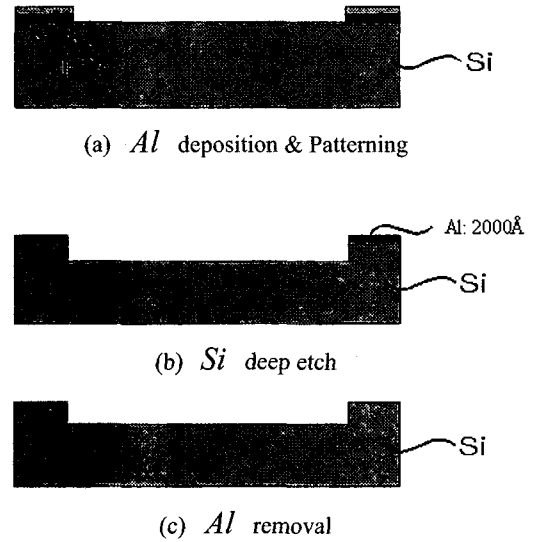 Si
(a) Al deposition & Patterning
Al: 2000Å
Si
(b) Si deep etch
Si
(c) Al removal